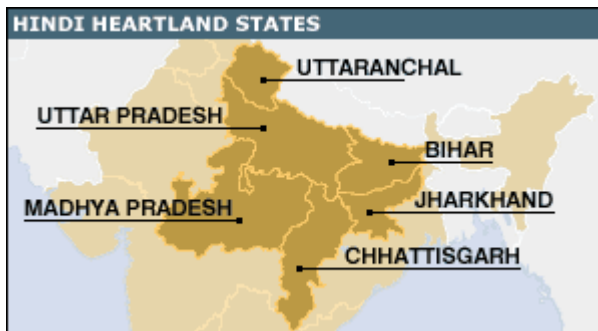 HINDI HEARTLAND STATES
UTTARANCHAL
UTTAR PRADESH
BIHAR
MADHYA PRADESH
JHARKHAND
CHHATTISGARH